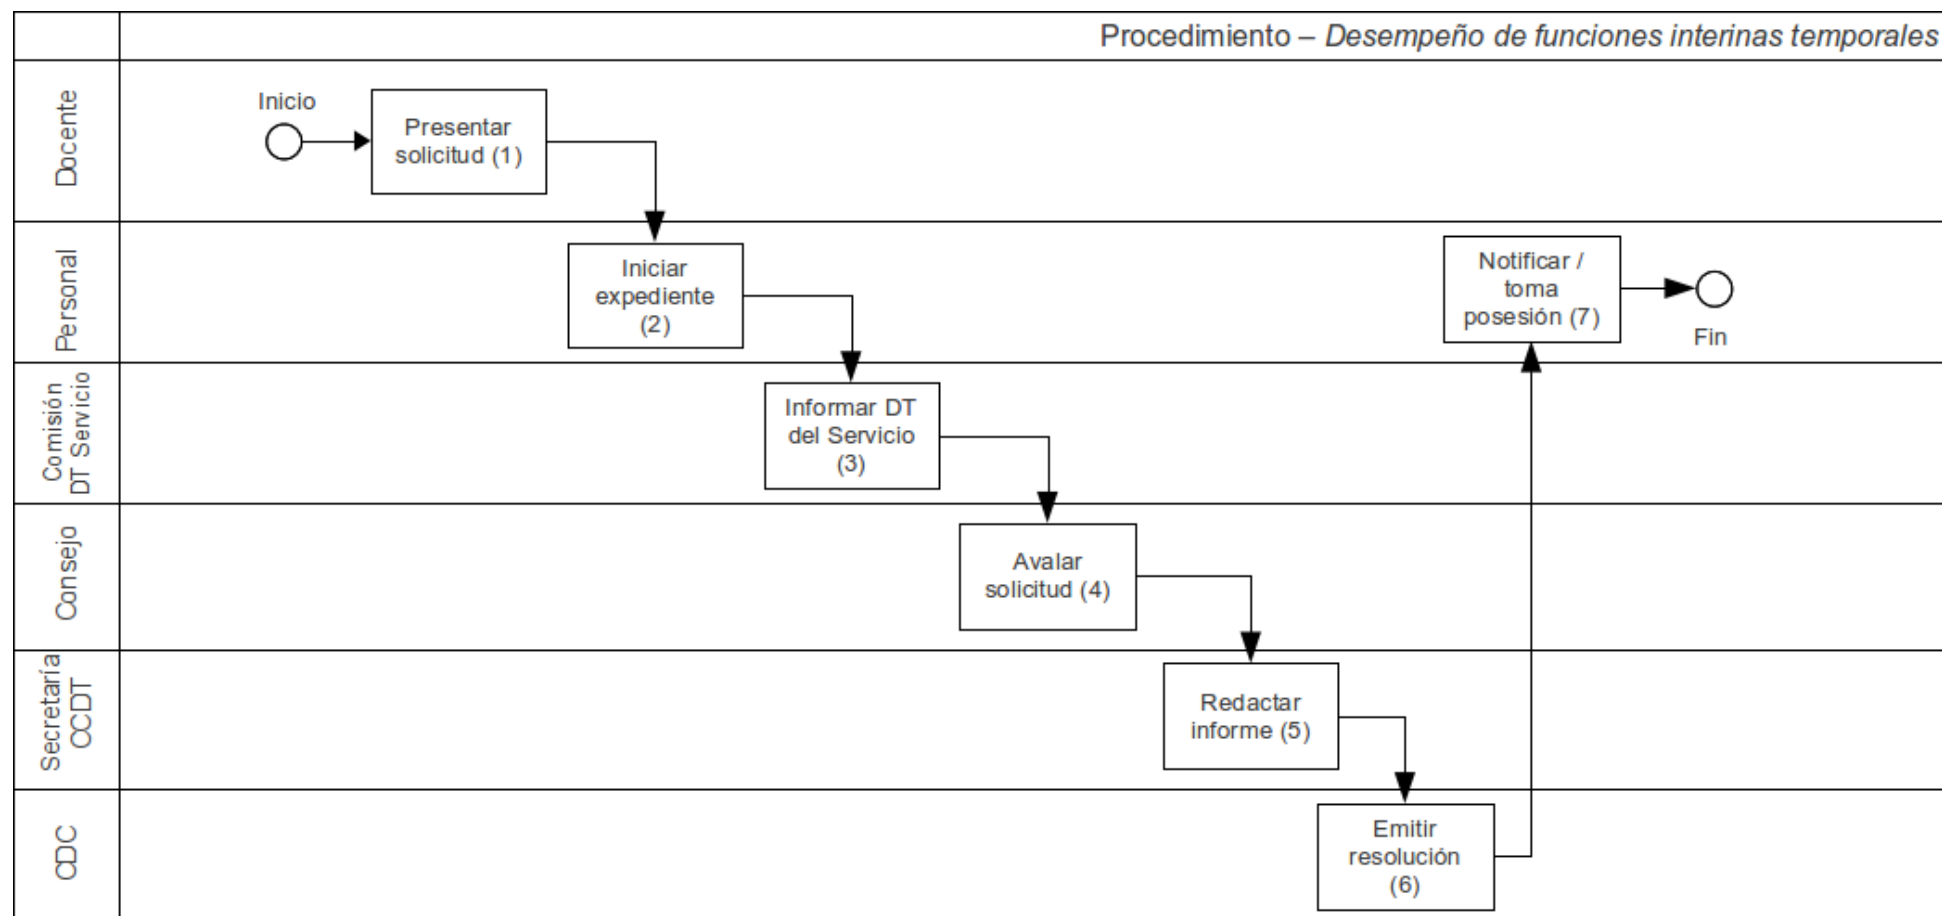 Procedimiento – Desempeño de funciones interinas temporales
Docente
Inicio
Presentar
solicitud (1)
Personal
Iniciar
expediente
(2)
Notificar /
toma
posesión (7)
Fin
Comisión
DT Servicio
Informar DT
del Servicio
(3)
Consejo
Avalar
solicitud (4)
Secretaría
CCDT
Redactar
informe (5)
CDC
Emitir
resolución
(6)